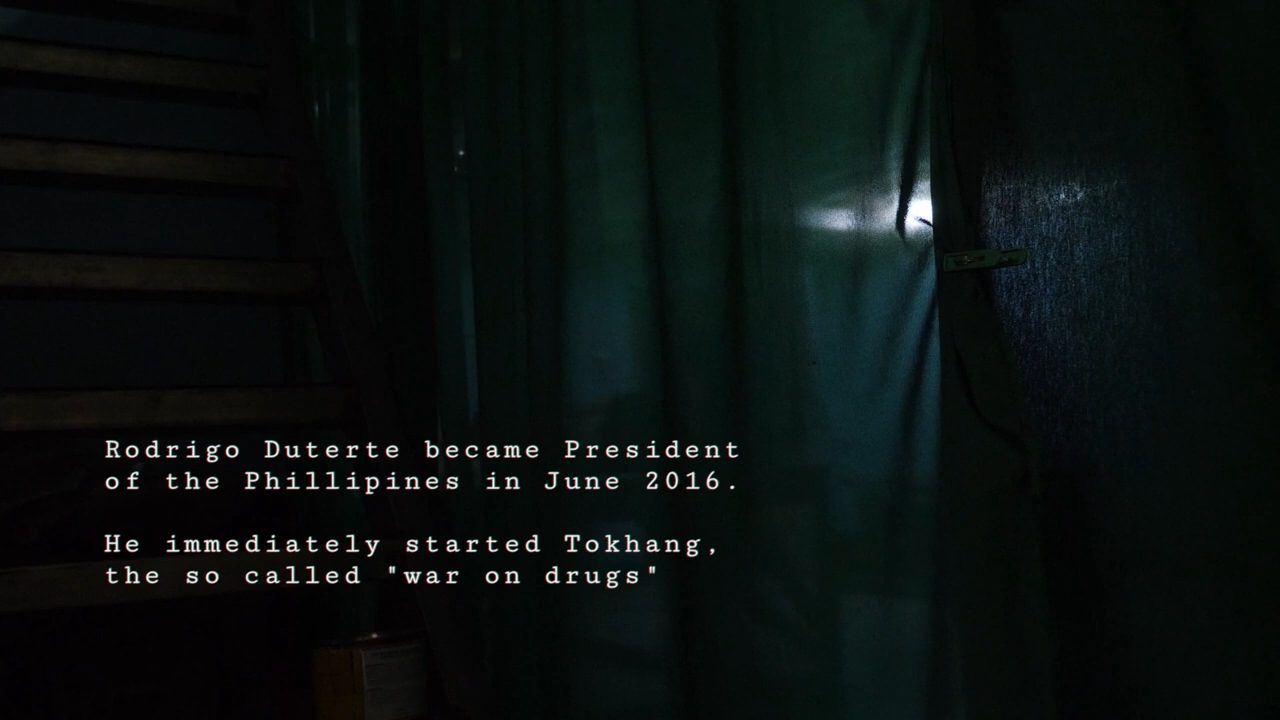 Rodrigo Duterte became President
of the Phillipines in June 2016.
He immediately started Tokhang,
the so called "war on drugs"